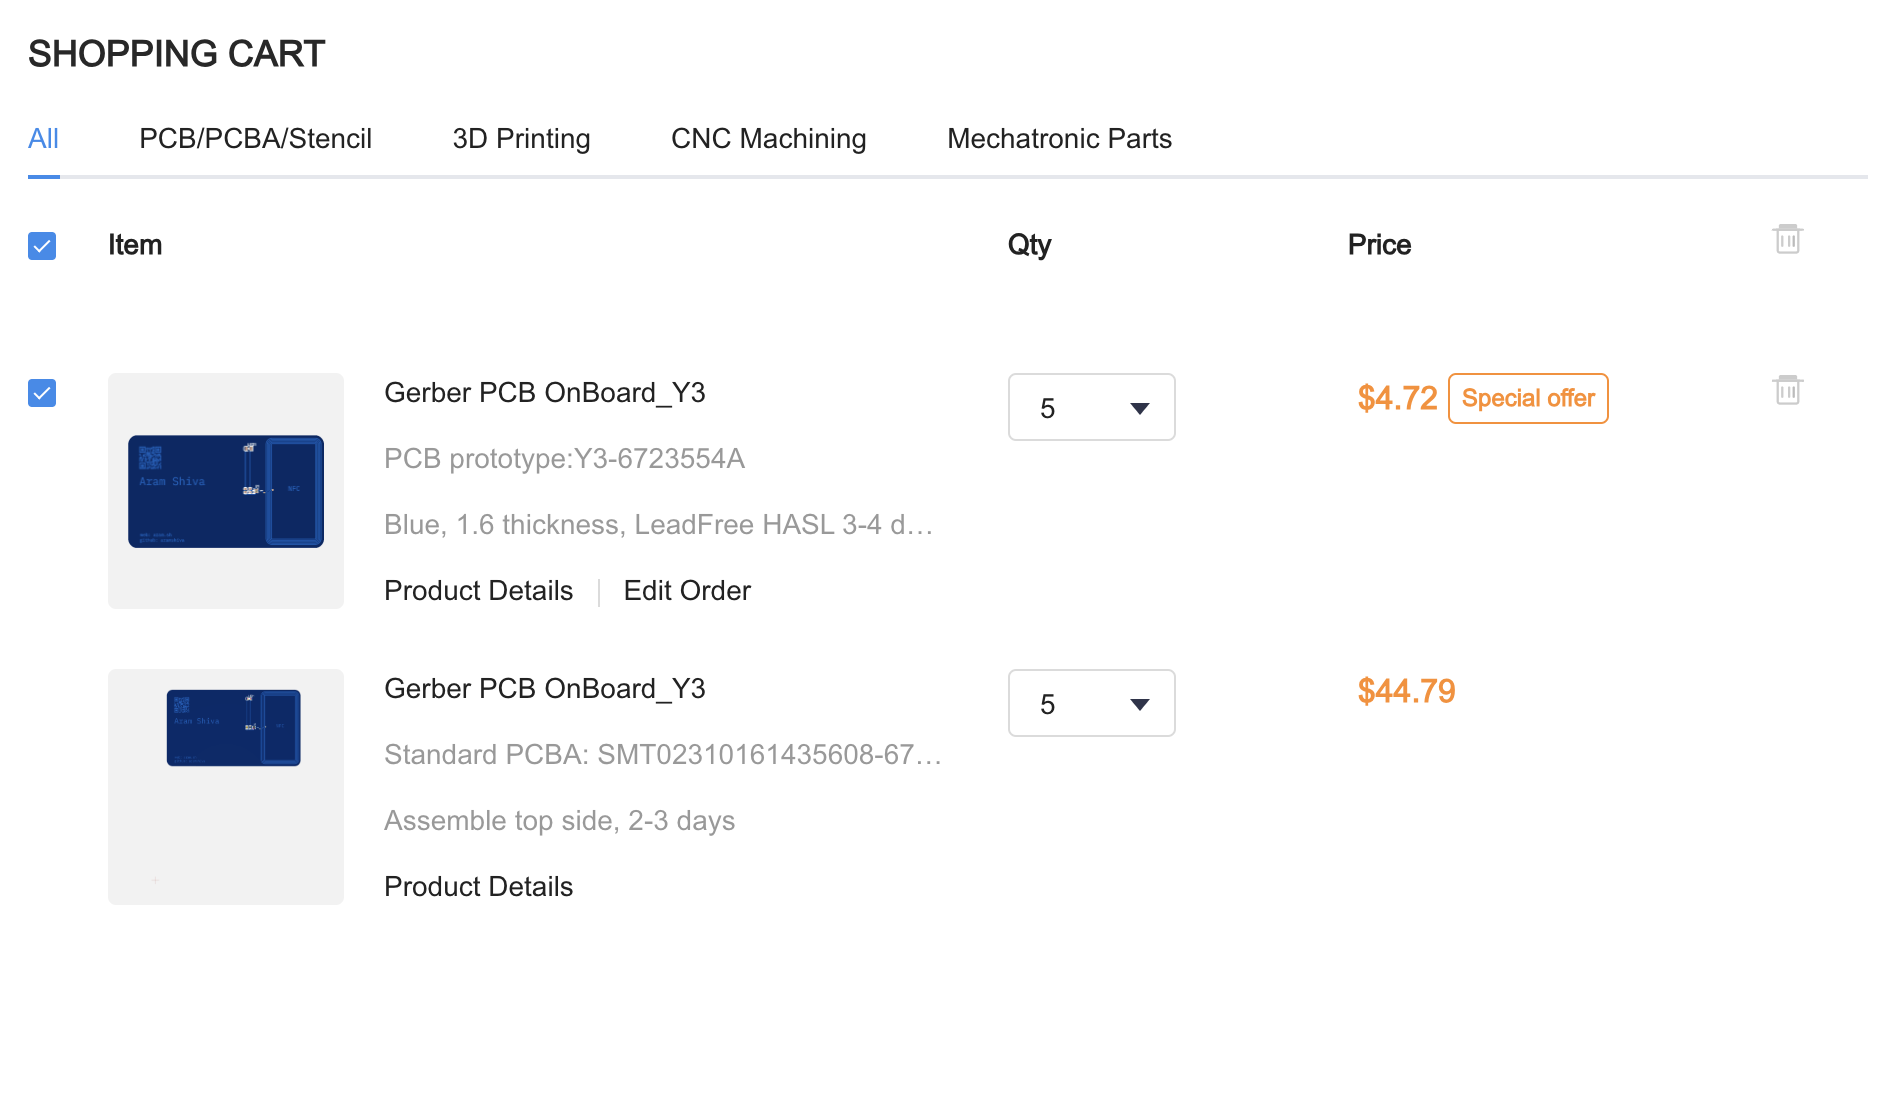 SHOPPING CART
All PCB/PCBA/Stencil 3D Printing CNC Machining Mechatronic Parts
Item Qty Price
Gerber PCB OnBoard_Y3 5 $4.72 Special offer
PCB prototype:Y3-6723554A
Blue, 1.6 thickness, LeadFree HASL 3-4 d…
Product Details Edit Order
Aram Shiva
NFC
Gerber PCB OnBoard_Y3 5 $44.79
Standard PCBA: SMT02310161435608-67…
Assemble top side, 2-3 days
Product Details
Aram Shiva